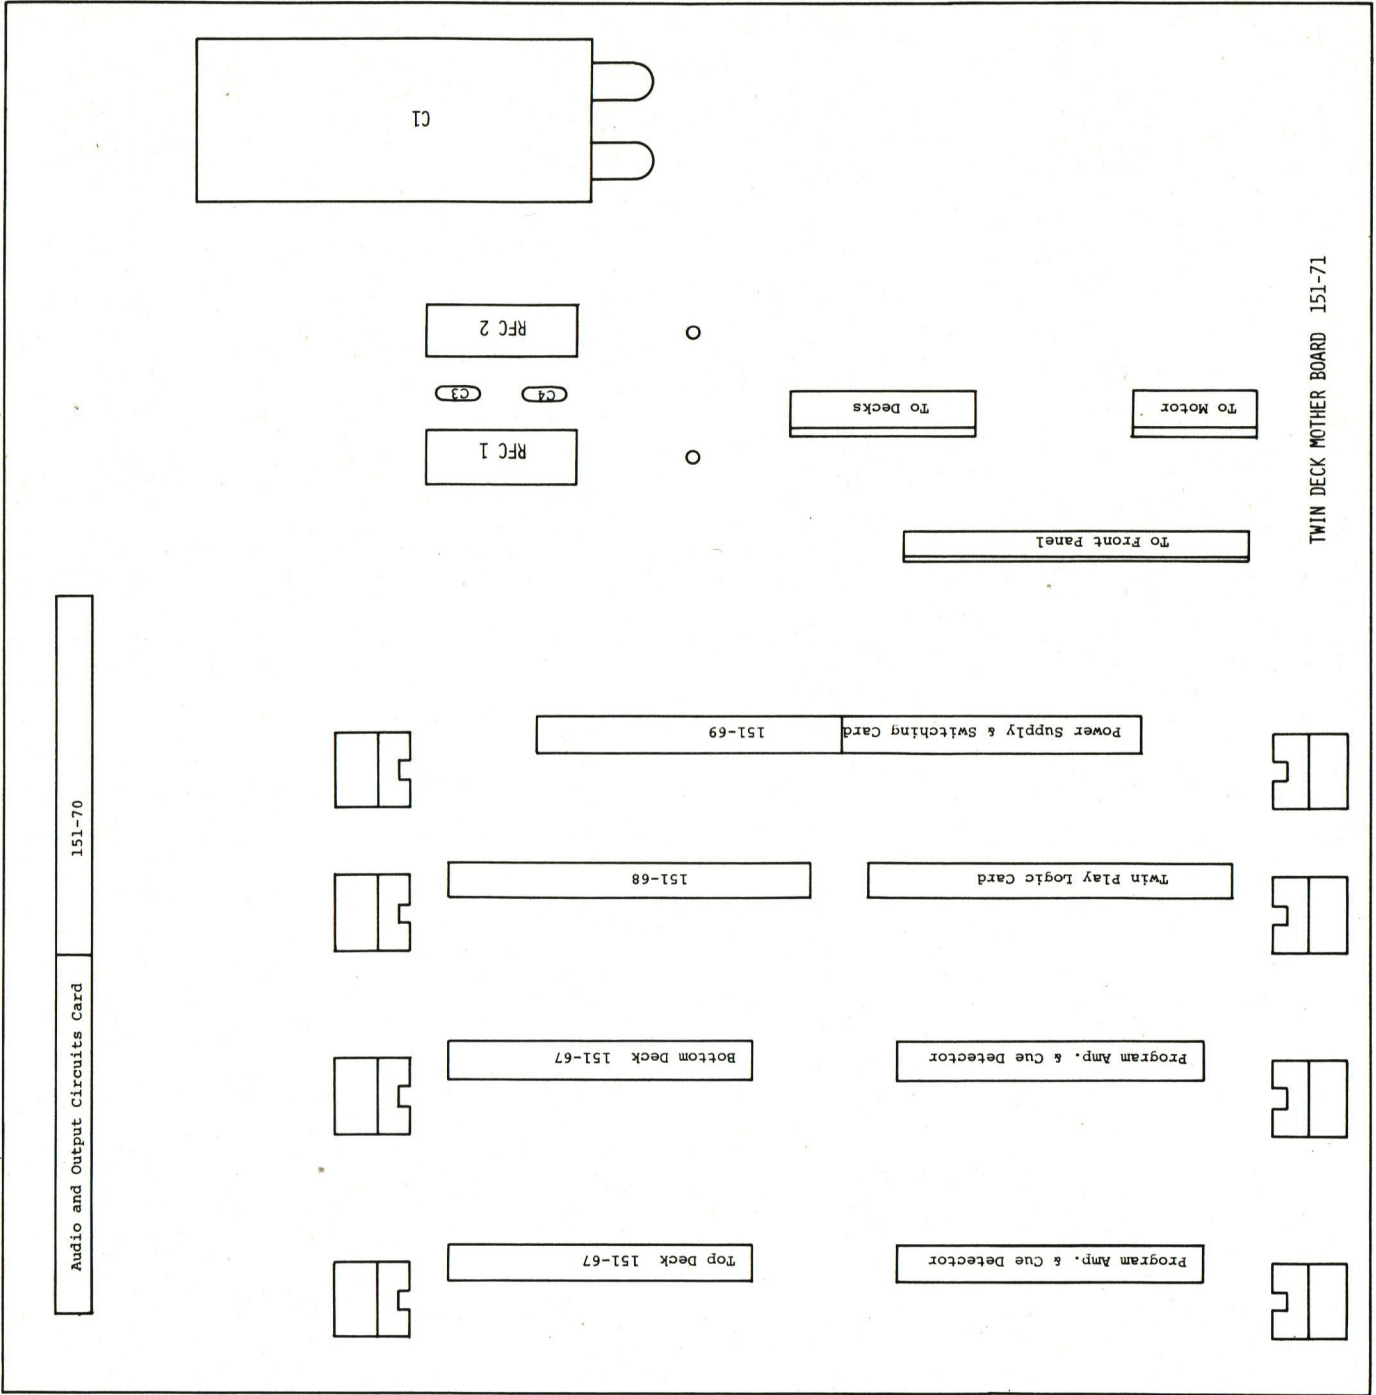 C1
RFC 2
C3
C4
RFC 1
To Decks
To Motor
TWIN DECK MOTHER BOARD 151-71
To Front Panel
Power Supply & Switching Card
151-69
151-70
Audio and Output Circuits Card
Twin Play Logic Card
151-68
Program Amp. & Cue Detector
Bottom Deck 151-67
Program Amp. & Cue Detector
Top Deck 151-67